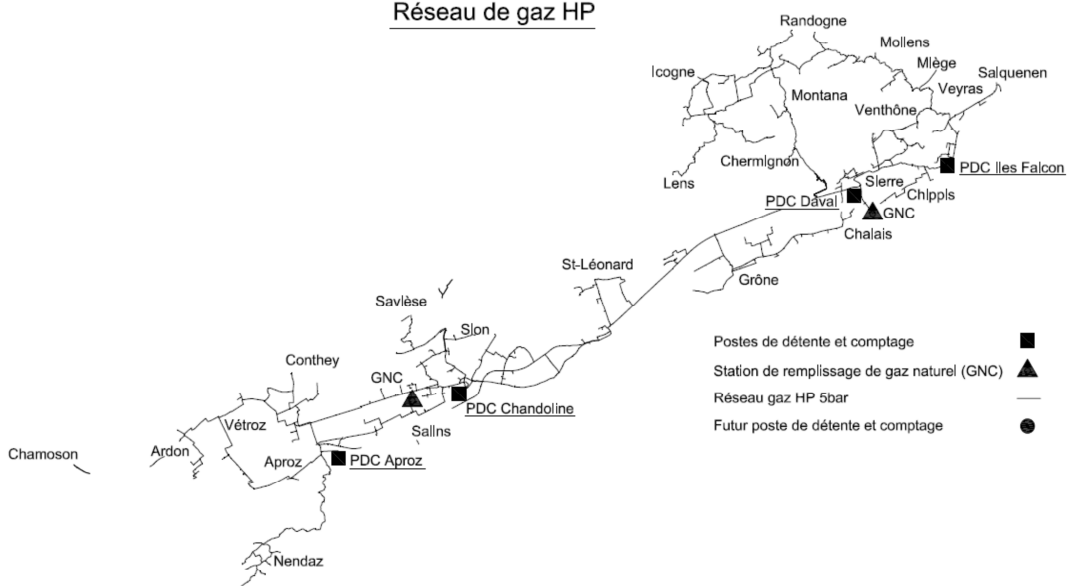 Réseau de gaz HP
Randogne
Mollens
Icogne
Miège
Salquenen
Montana
Veyras
Venthône
Chermignon
Lens
Sierre
PDC Iles Falcon
PDC Daval
Chippis
GNC
Chalais
St-Léonard
Grône
Savièse
Sion
Conthey
GNC
PDC Chandoline
Vétroz
Salins
Chamoson
Ardon
Aproz
PDC Aproz
Nendaz
Postes de détente et comptage
Station de remplissage de gaz naturel (GNC)
Réseau gaz HP 5bar
Futur poste de détente et comptage